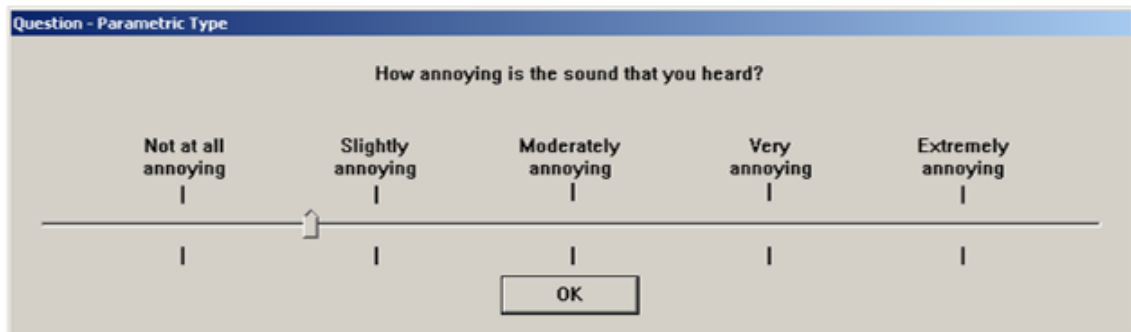 Question - Parametric Type
How annoying is the sound that you heard?
Not at all
annoying
Slightly
annoying
Moderately
annoying
Very
annoying
Extremely
annoying
OK